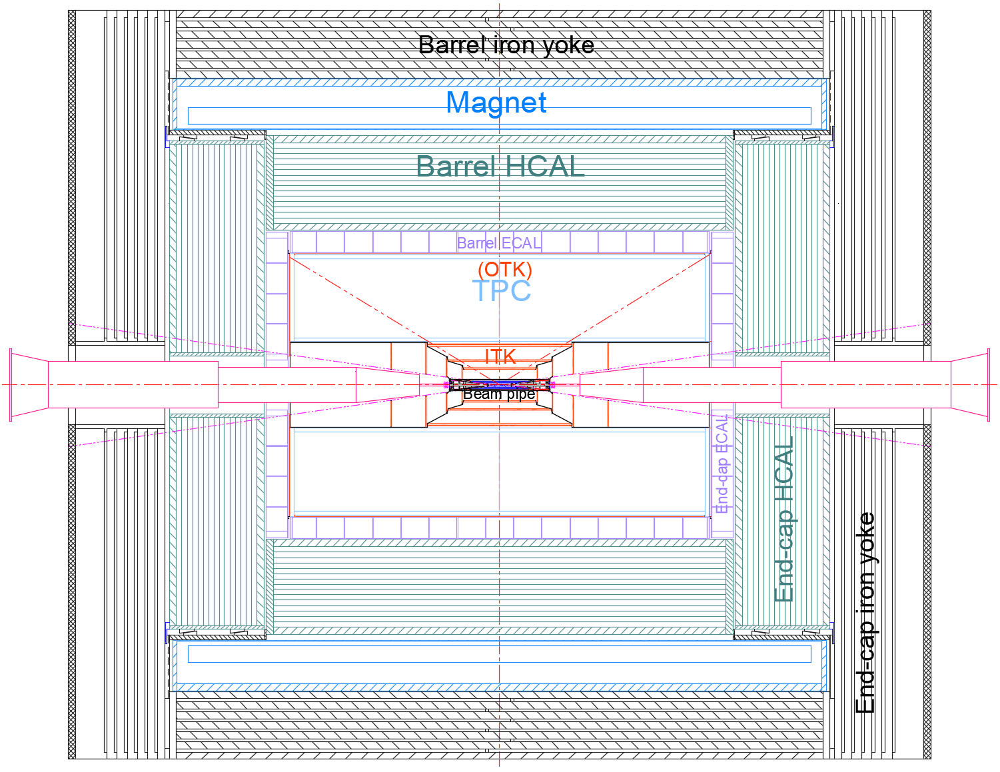 Barrel iron yoke
Magnet
Barrel HCAL
Barrel ECAL
(OTK)
TPC
ITK
Beam pipe
End-cap ECAL
End-cap HCAL
End-cap iron yoke